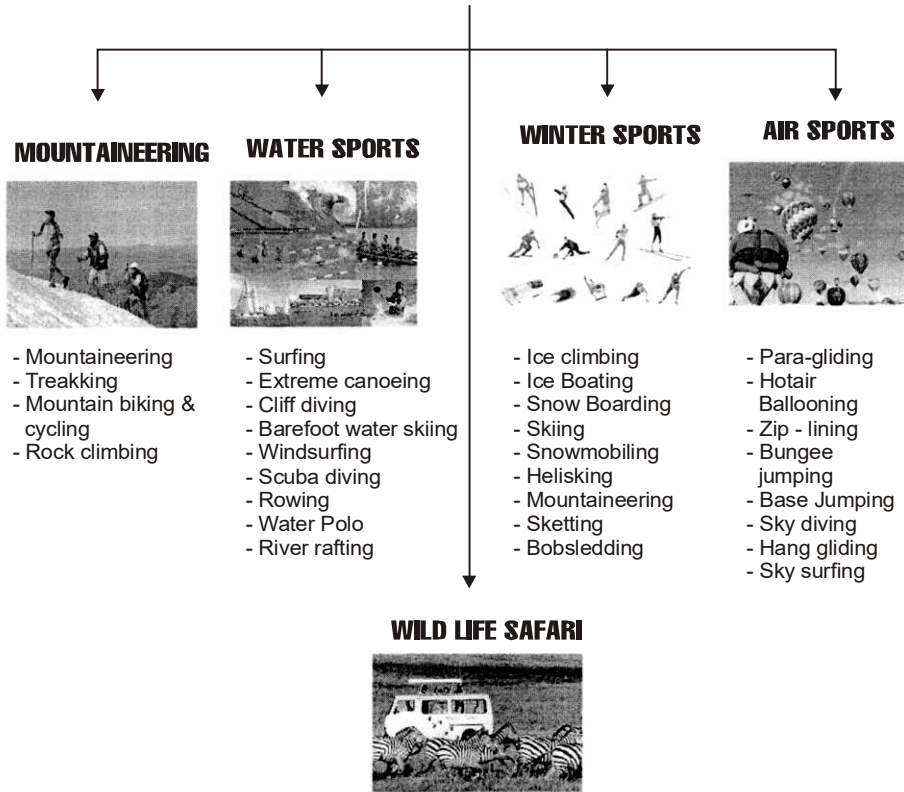 MOUNTAINEERING
- Mountaineering
- Treakking
- Mountain biking &
cycling
- Rock climbing
WATER SPORTS
- Surfing
- Extreme canoeing
- Cliff diving
- Barefoot water skiing
- Windsurfing
- Scuba diving
- Rowing
- Water Polo
- River rafting
WINTER SPORTS
- Ice climbing
- Ice Boating
- Snow Boarding
- Skiing
- Snowmobiling
- Helisking
- Mountaineering
- Sketting
- Bobsledding
AIR SPORTS
- Para-gliding
- Hotair
Ballooning
- Zip - lining
- Bungee
jumping
- Base Jumping
- Sky diving
- Hang gliding
- Sky surfing
WILD LIFE SAFARI